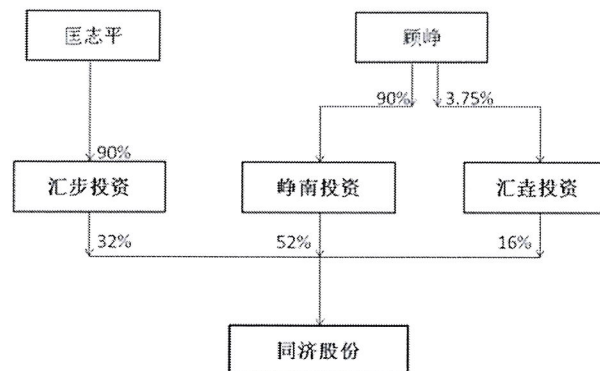 匡志平
顾峥
90%
3.75%
90%
汇步投资
峥南投资
汇垚投资
32%
52%
16%
同济股份